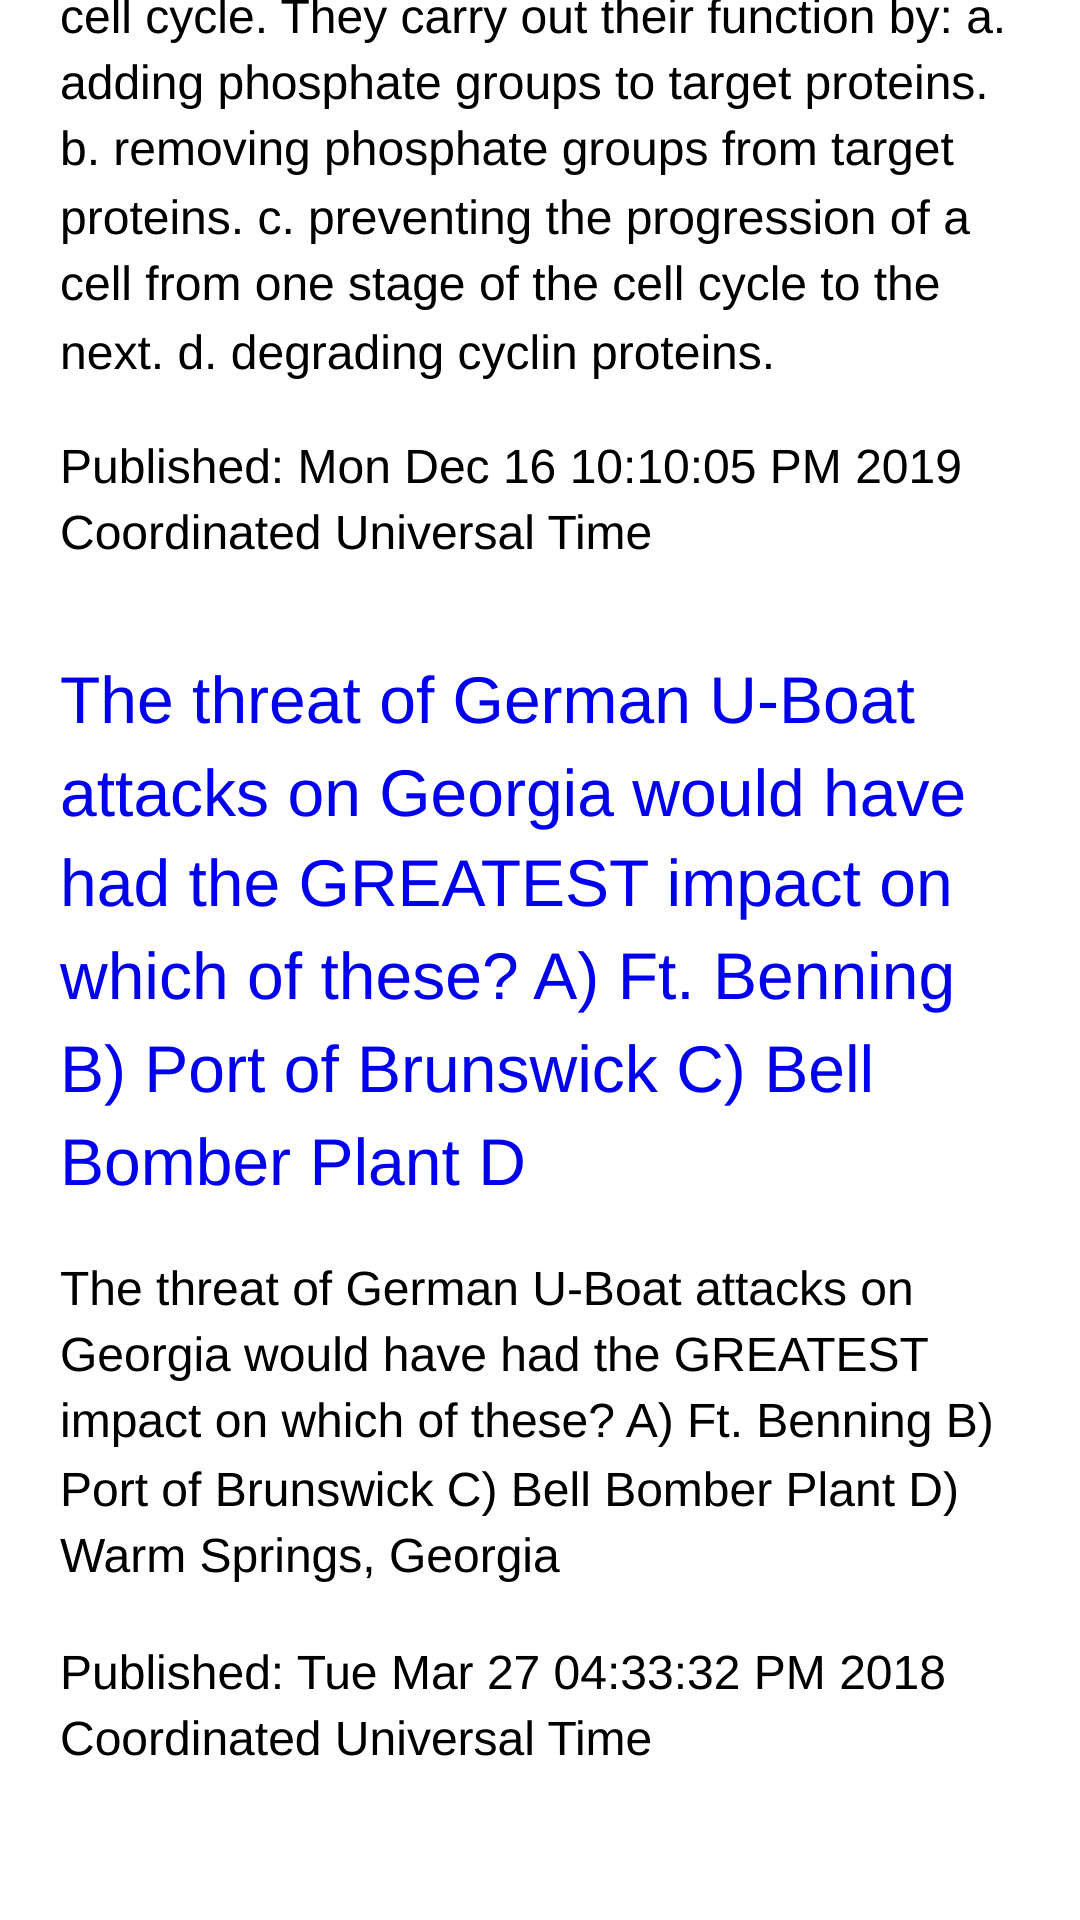 cell cycle. They carry out their function by: a.
adding phosphate groups to target proteins.
b. removing phosphate groups from target
proteins. c. preventing the progression of a
cell from one stage of the cell cycle to the
next. d. degrading cyclin proteins.
Published: Mon Dec 16 10:10:05 PM 2019
Coordinated Universal Time
The threat of German U-Boat
attacks on Georgia would have
had the GREATEST impact on
which of these? A) Ft. Benning
B) Port of Brunswick C) Bell
Bomber Plant D
The threat of German U-Boat attacks on
Georgia would have had the GREATEST
impact on which of these? A) Ft. Benning B)
Port of Brunswick C) Bell Bomber Plant D)
Warm Springs, Georgia
Published: Tue Mar 27 04:33:32 PM 2018
Coordinated Universal Time